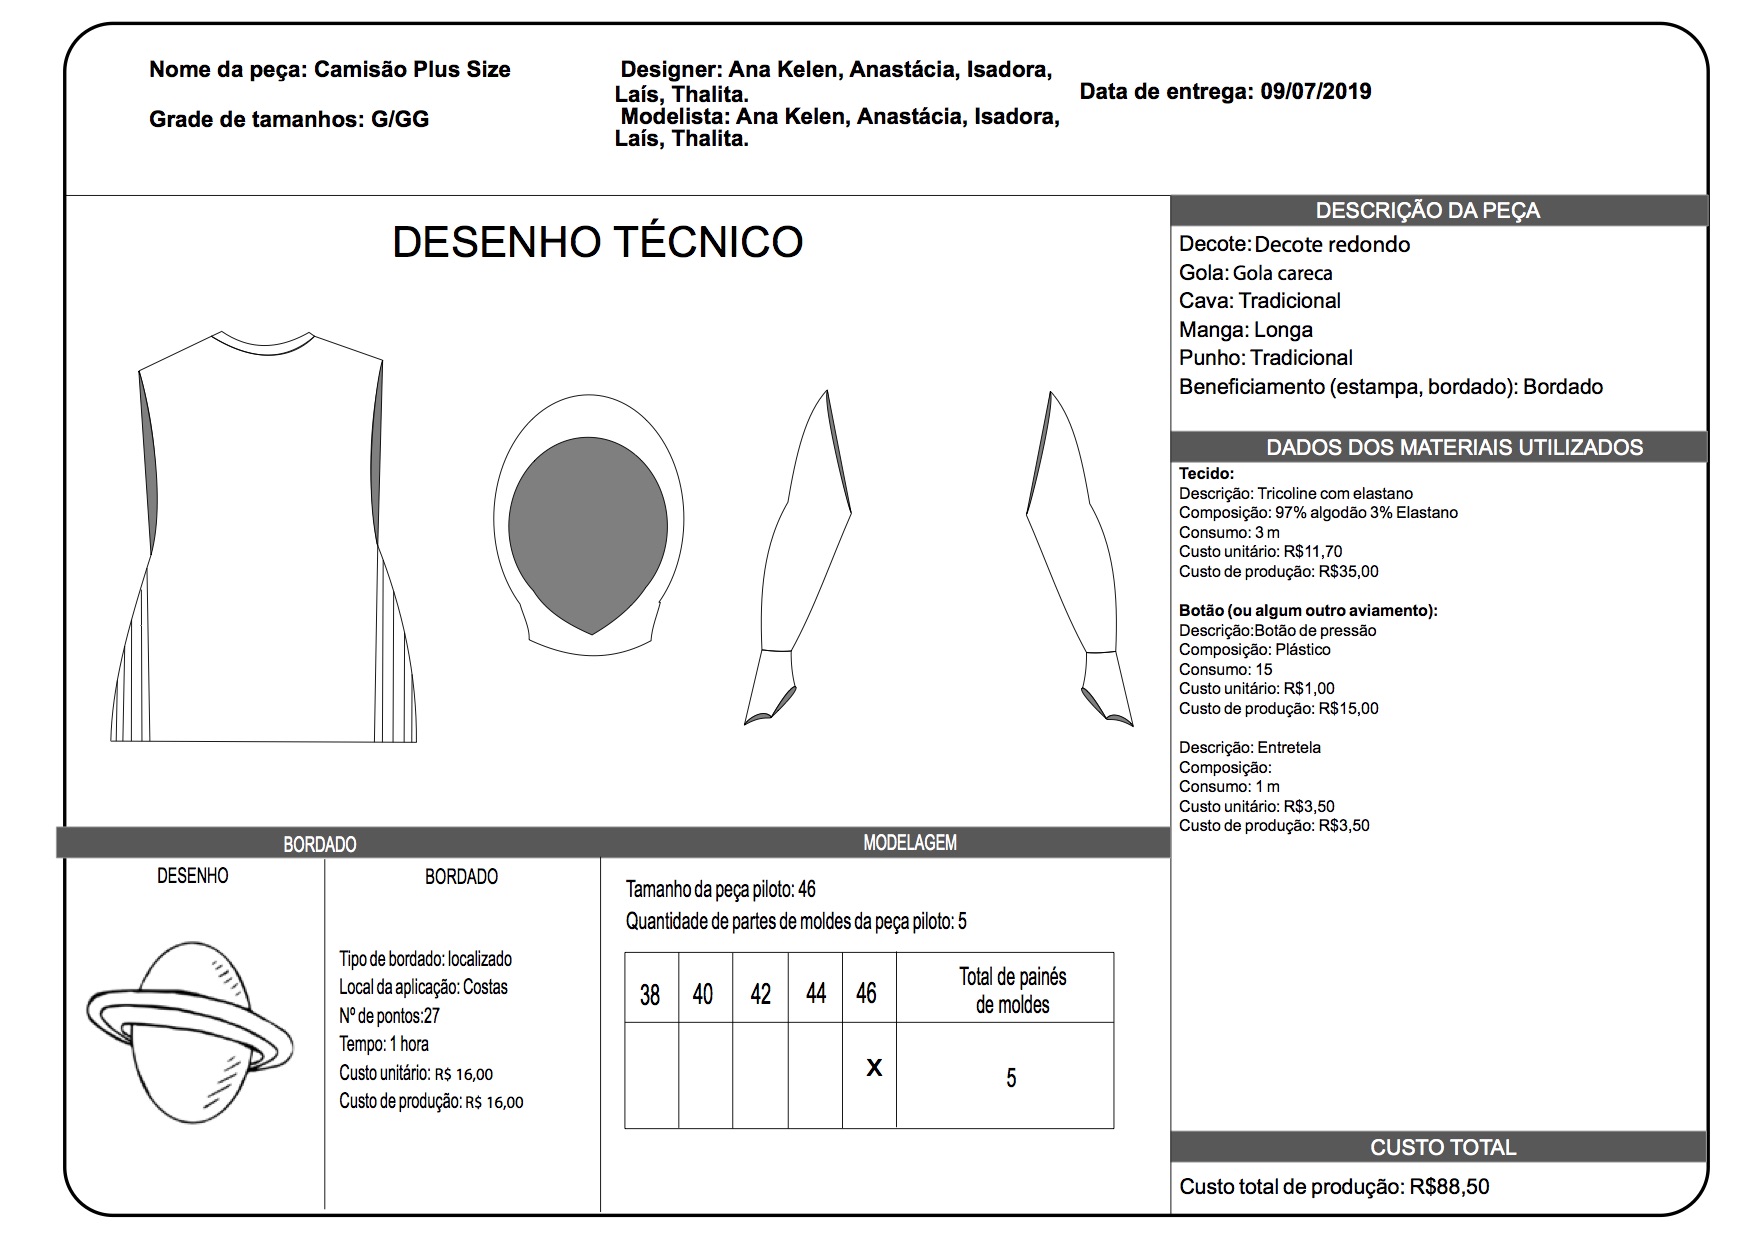 Nome da peça: Camisão Plus Size
Grade de tamanhos: G/GG
Designer: Ana Kelen, Anastácia, Isadora,
Laís, Thalita.
Modelista: Ana Kelen, Anastácia, Isadora,
Laís, Thalita.
Data de entrega: 09/07/2019
DESENHO TÉCNICO
DESCRIÇÃO DA PEÇA
Decote: Decote redondo
Gola: Gola careca
Cava: Tradicional
Manga: Longa
Punho: Tradicional
Beneficiamento (estampa, bordado): Bordado
DADOS DOS MATERIAIS UTILIZADOS
Tecido:
Descrição: Tricoline com elastano
Composição: 97% algodão 3% Elastano
Consumo: 3 m
Custo unitário: R$11,70
Custo de produção: R$35,00
Botão (ou algum outro aviamento):
Descrição:Botão de pressão
Composição: Plástico
Consumo: 15
Custo unitário: R$1,00
Custo de produção: R$15,00
Descrição: Entretela
Composição:
Consumo: 1 m
Custo unitário: R$3,50
Custo de produção: R$3,50
BORDADO
DESENHO
BORDADO
Tipo de bordado: localizado
Local da aplicação: Costas
Nº de pontos:27
Tempo: 1 hora
Custo unitário: R$ 16,00
Custo de produção: R$ 16,00
MODELAGEM
Tamanho da peça piloto: 46
Quantidade de partes de moldes da peça piloto: 5
38 40 42 44 46 Total de painés
de moldes
X 5
CUSTO TOTAL
Custo total de produção: R$88,50